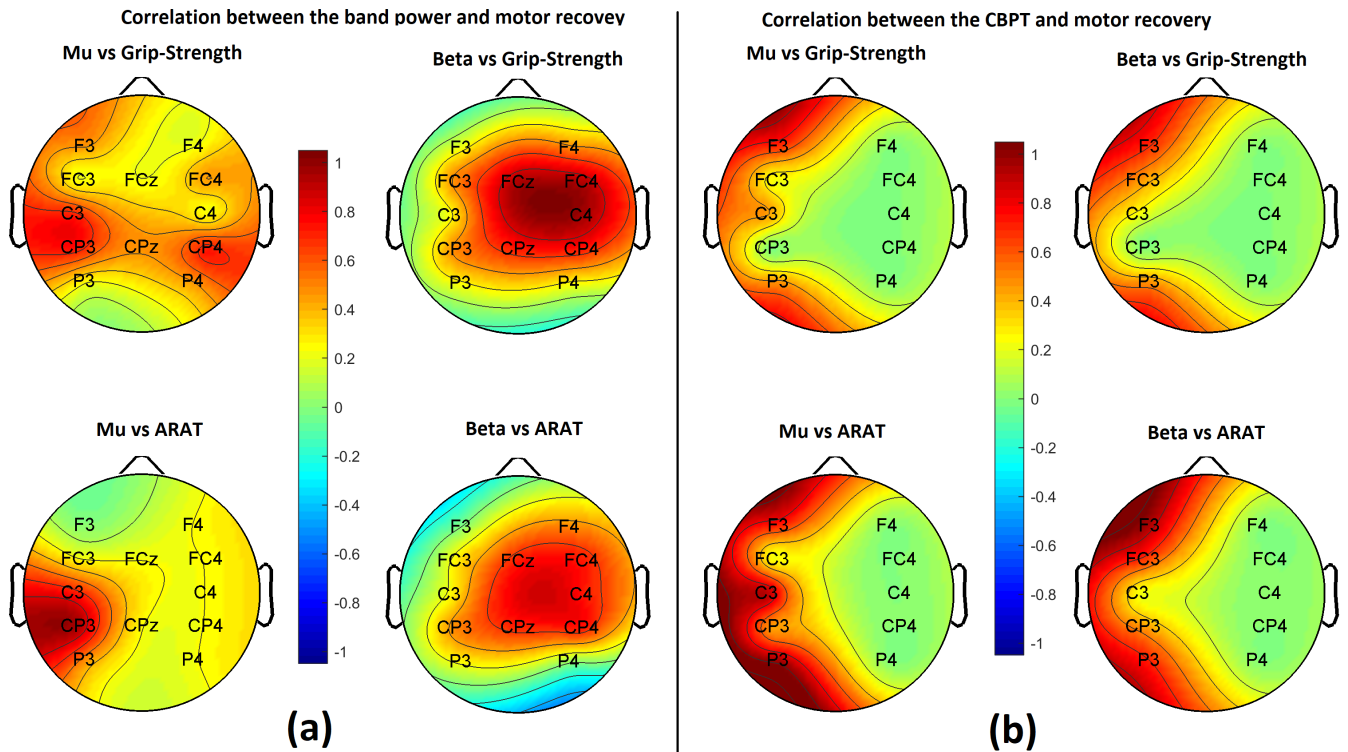 Correlation between the band power and motor recovey
Mu vs Grip-Strength
Beta vs Grip-Strength
F3 F4
FC3 FCz FC4
C3 C4
CP3 CPz CP4
P3 P4
F3 F4
FC3 FCz FC4
C3 C4
CP3 CPz CP4
P3 P4
1
0.8
0.6
0.4
0.2
0
-0.2
-0.4
-0.6
-0.8
-1
Mu vs ARAT
Beta vs ARAT
F3 F4
FC3 FCz FC4
C3 C4
CP3 CPz CP4
P3 P4
F3 F4
FC3 FC4
C3 C4
CP3 CPz CP4
P3 P4
(a)
Correlation between the CBPT and motor recovery
Mu vs Grip-Strength
Beta vs Grip-Strength
F3 F4
FC3 FC4
C3 C4
CP3 CP4
P3 P4
F3 F4
FC3 FC4
C3 C4
CP3 CP4
P3 P4
1
0.8
0.6
0.4
0.2
0
-0.2
-0.4
-0.6
-0.8
-1
Mu vs ARAT
Beta vs ARAT
F3 F4
FC3 FC4
C3 C4
CP3 CP4
P3 P4
F3 F4
FC3 FC4
C3 C4
CP3 CP4
P3 P4
(b)